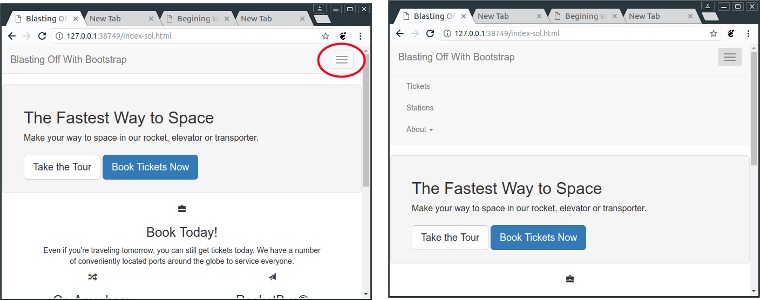 Blasting Of
New Tab
Begining W
New Tab
127.0.0.1:38749/index-sol.html
Blasting Off With Bootstrap
The Fastest Way to Space
Make your way to space in our rocket, elevator or transporter.
Take the Tour
Book Tickets Now
Book Today!
Even if you're traveling tomorrow, you can still get tickets today. We have a number
of conveniently located ports around the globe to service everyone.
Blasting Of
New Tab
Begining W
New Tab
127.0.0.1:38749/index-sol.html
Blasting Off With Bootstrap
Tickets
Stations
About
The Fastest Way to Space
Make your way to space in our rocket, elevator or transporter.
Take the Tour
Book Tickets Now